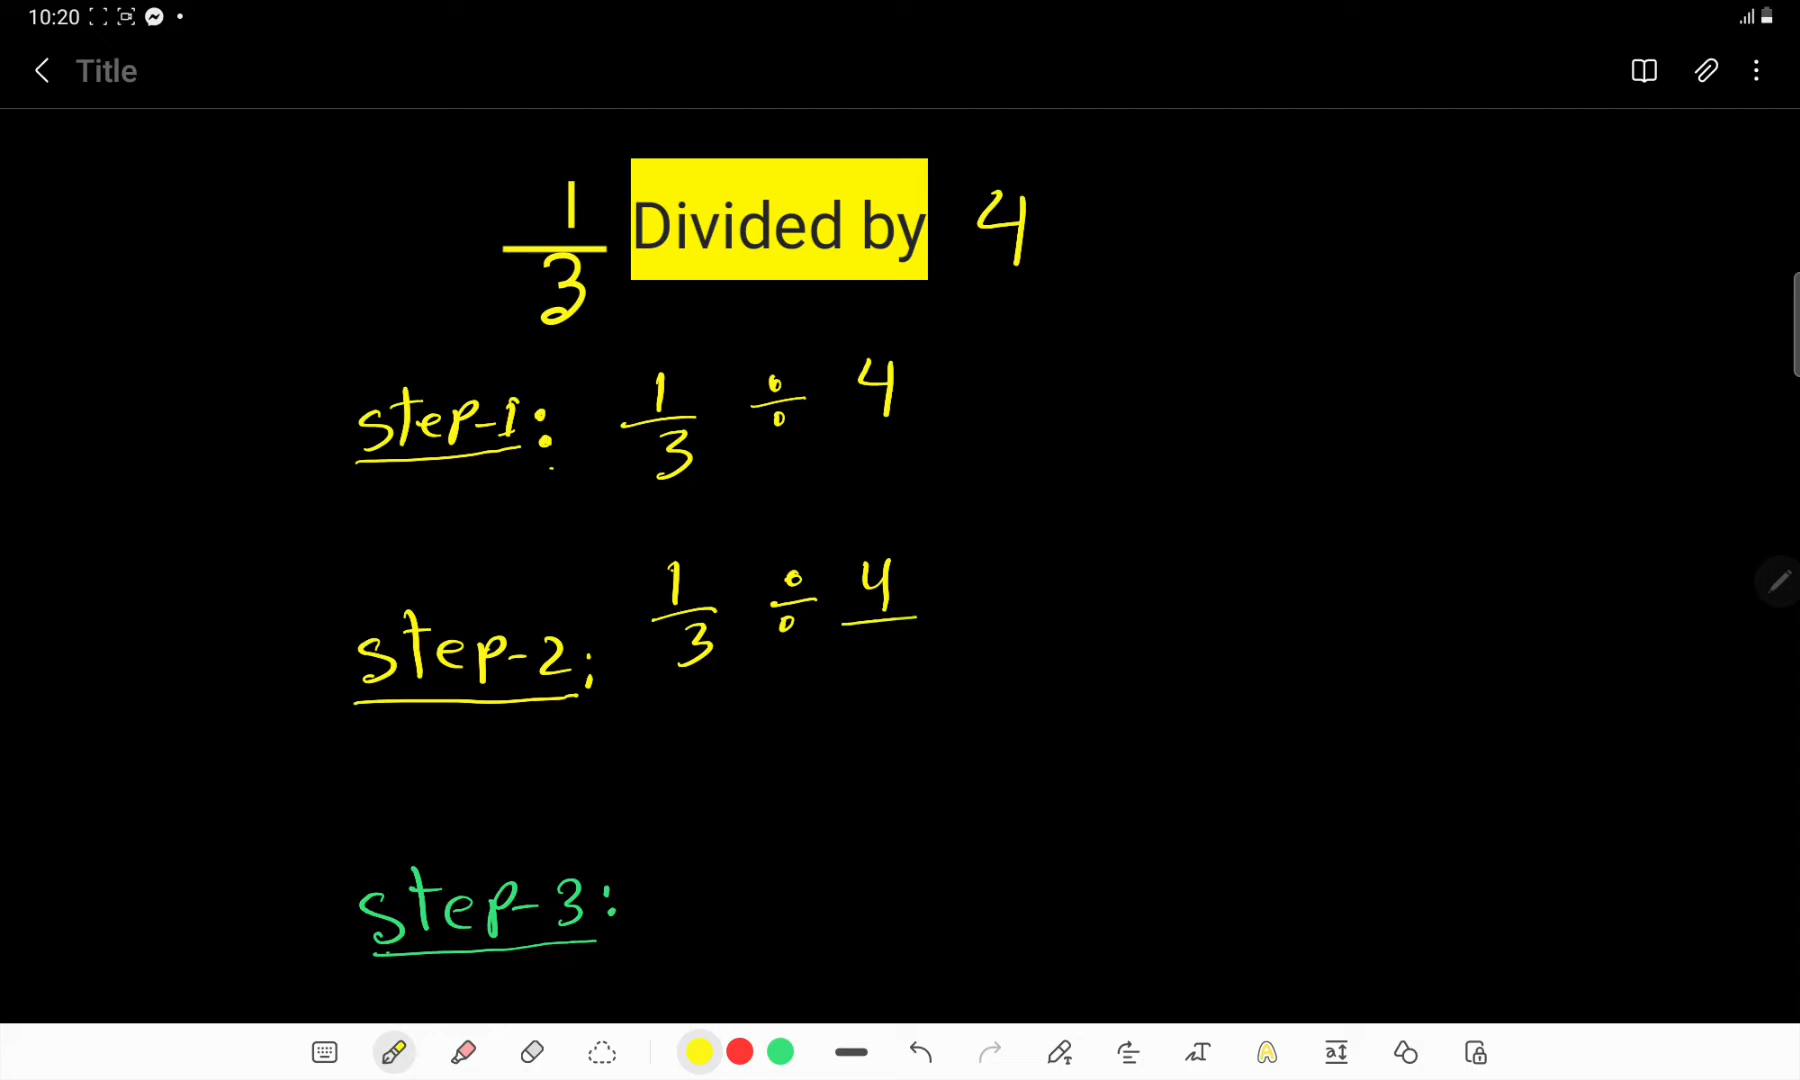 10:20
Title
1/3 Divided by 4
step-1: 1/3 ÷ 4
step-2: 1/3 ÷ 4/
step-3: